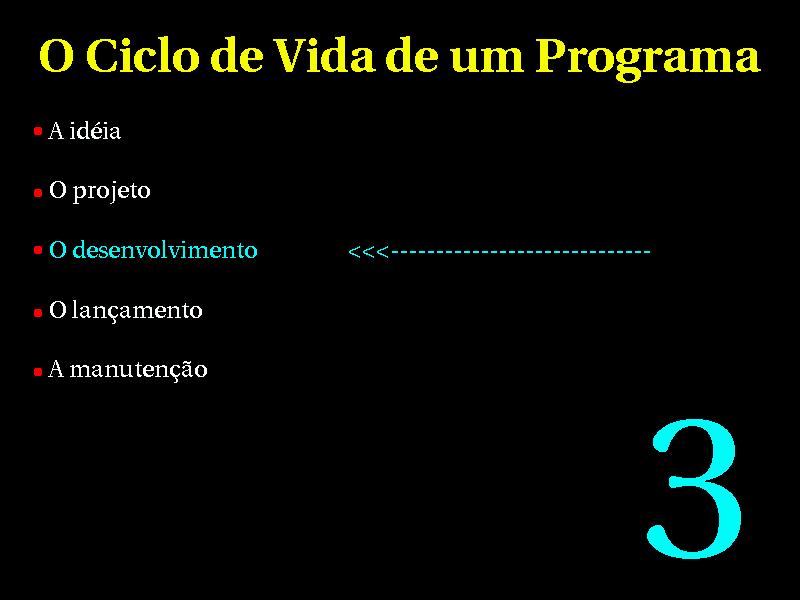 O Ciclo de Vida de um Programa
• A idéia
• O projeto
• O desenvolvimento <<<-----------------------------
• O lançamento
• A manutenção
3